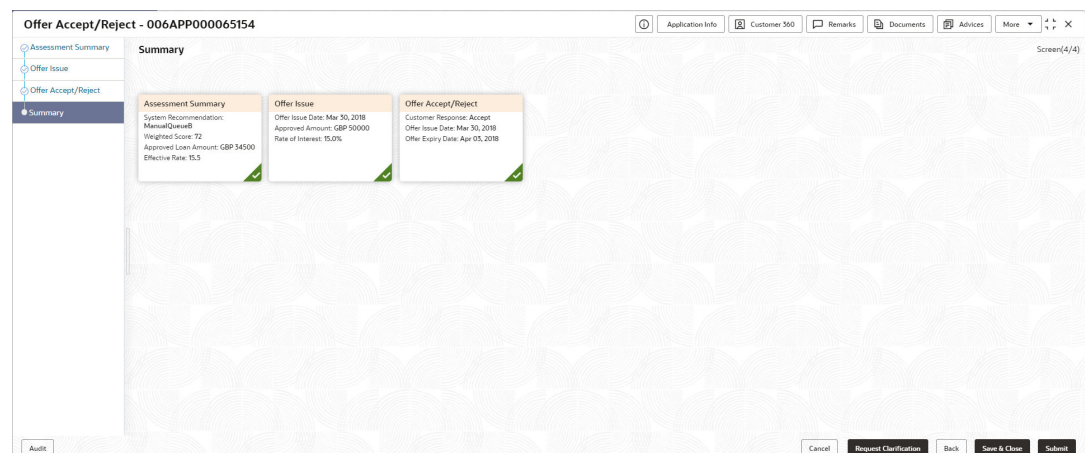 Offer Accept/Reject - 006APP000065154
Application Info
Customer 360
Remarks
Documents
Advices
More
Assessment Summary
Offer Issue
Offer Accept/Reject
Summary
Summary
Screen(4/4)
Assessment Summary
System Recommendation:
ManualQueueB
Weighted Score: 72
Approved Loan Amount: GBP 34500
Effective Rate: 15.5
Offer Issue
Offer Issue Date: Mar 30, 2018
Approved Amount: GBP 50000
Rate of Interest: 15.0%
Offer Accept/Reject
Customer Response: Accept
Offer Issue Date: Mar 30, 2018
Offer Expiry Date: Apr 03, 2018
Audit
Cancel
Request Clarification
Back
Save & Close
Submit